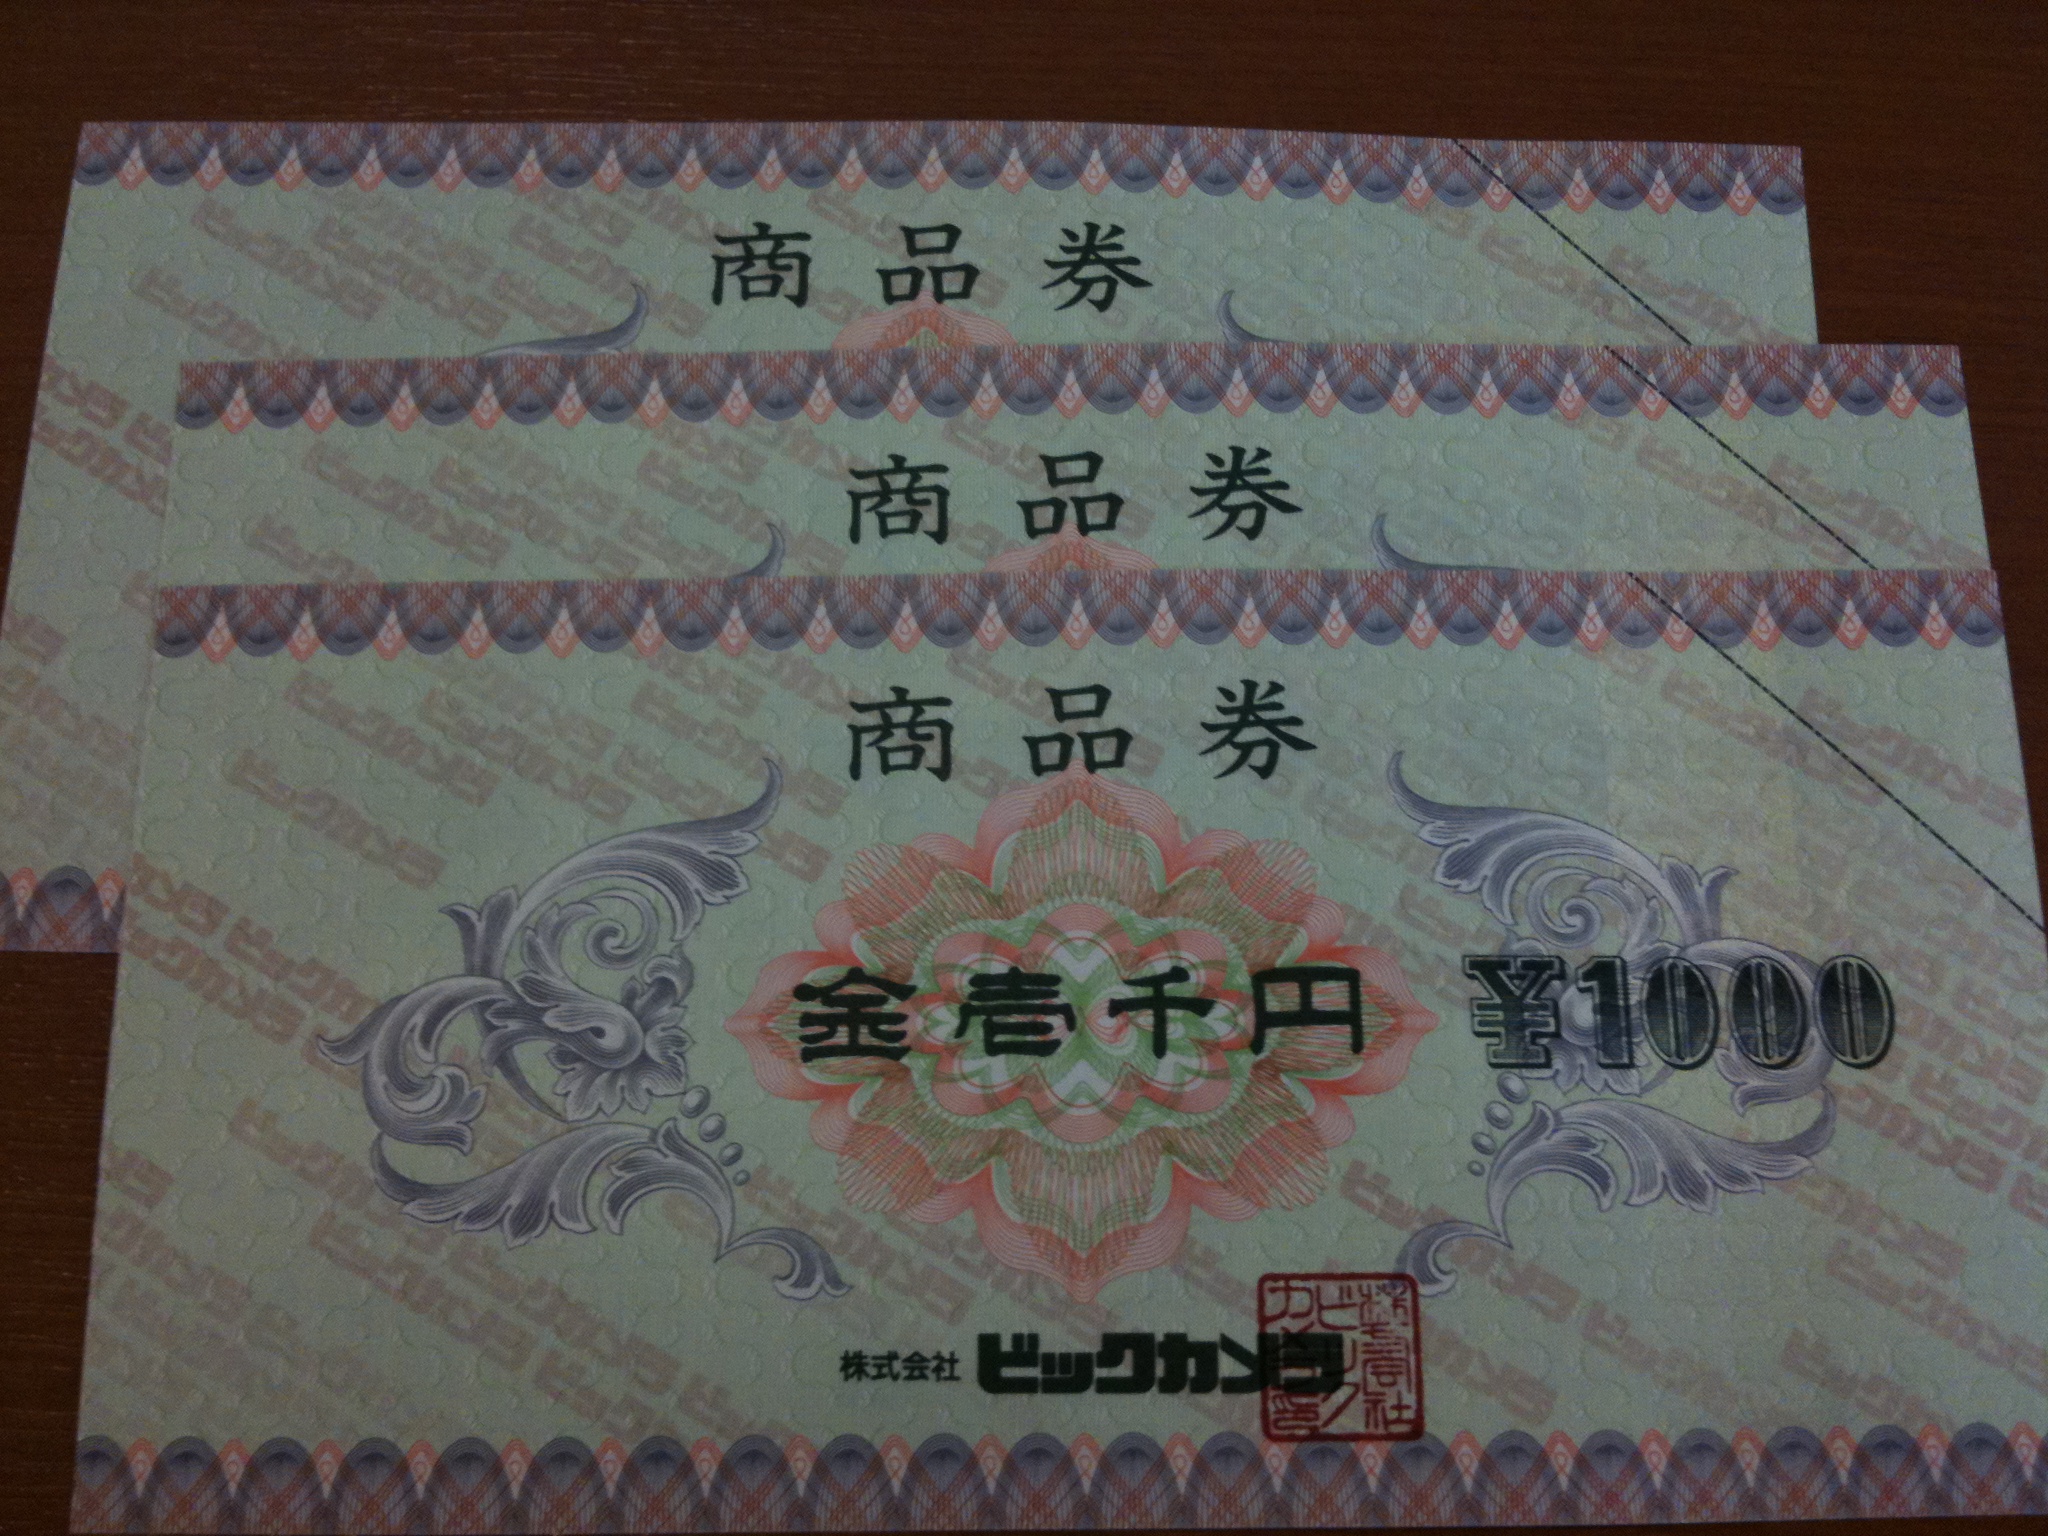 商品券
商品券
商品券
金壱千円 ¥1000
株式会社 ビックカメラ